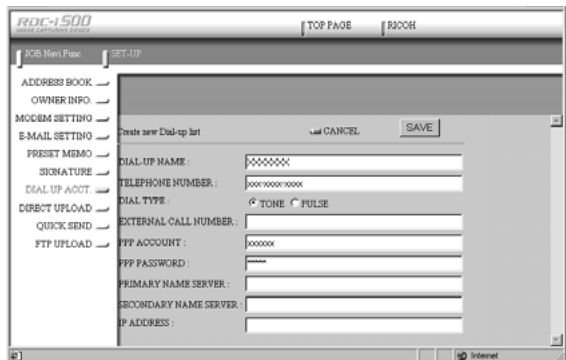 RDC-i500
IMAGE CAPTURING DEVICE
TOP PAGE RICOH
JOB Navi Func. SET-UP
ADDRESS BOOK
OWNER INFO.
MODEM SETTING
E-MAIL SETTING
PRESET MEMO
SIGNATURE
DIAL UP ACCT.
DIRECT UPLOAD
QUICK SEND
FTP UPLOAD
Create new Dial-up list CANCEL SAVE
DIAL-UP NAME : XXXXXXX
TELEPHONE NUMBER : xxx-xxxx-xxxx
DIAL TYPE : TONE PULSE
EXTERNAL CALL NUMBER :
PPP ACCOUNT : xxxxxx
PPP PASSWORD : *****
PRIMARY NAME SERVER :
SECONDARY NAME SERVER :
IP ADDRESS :
Internet